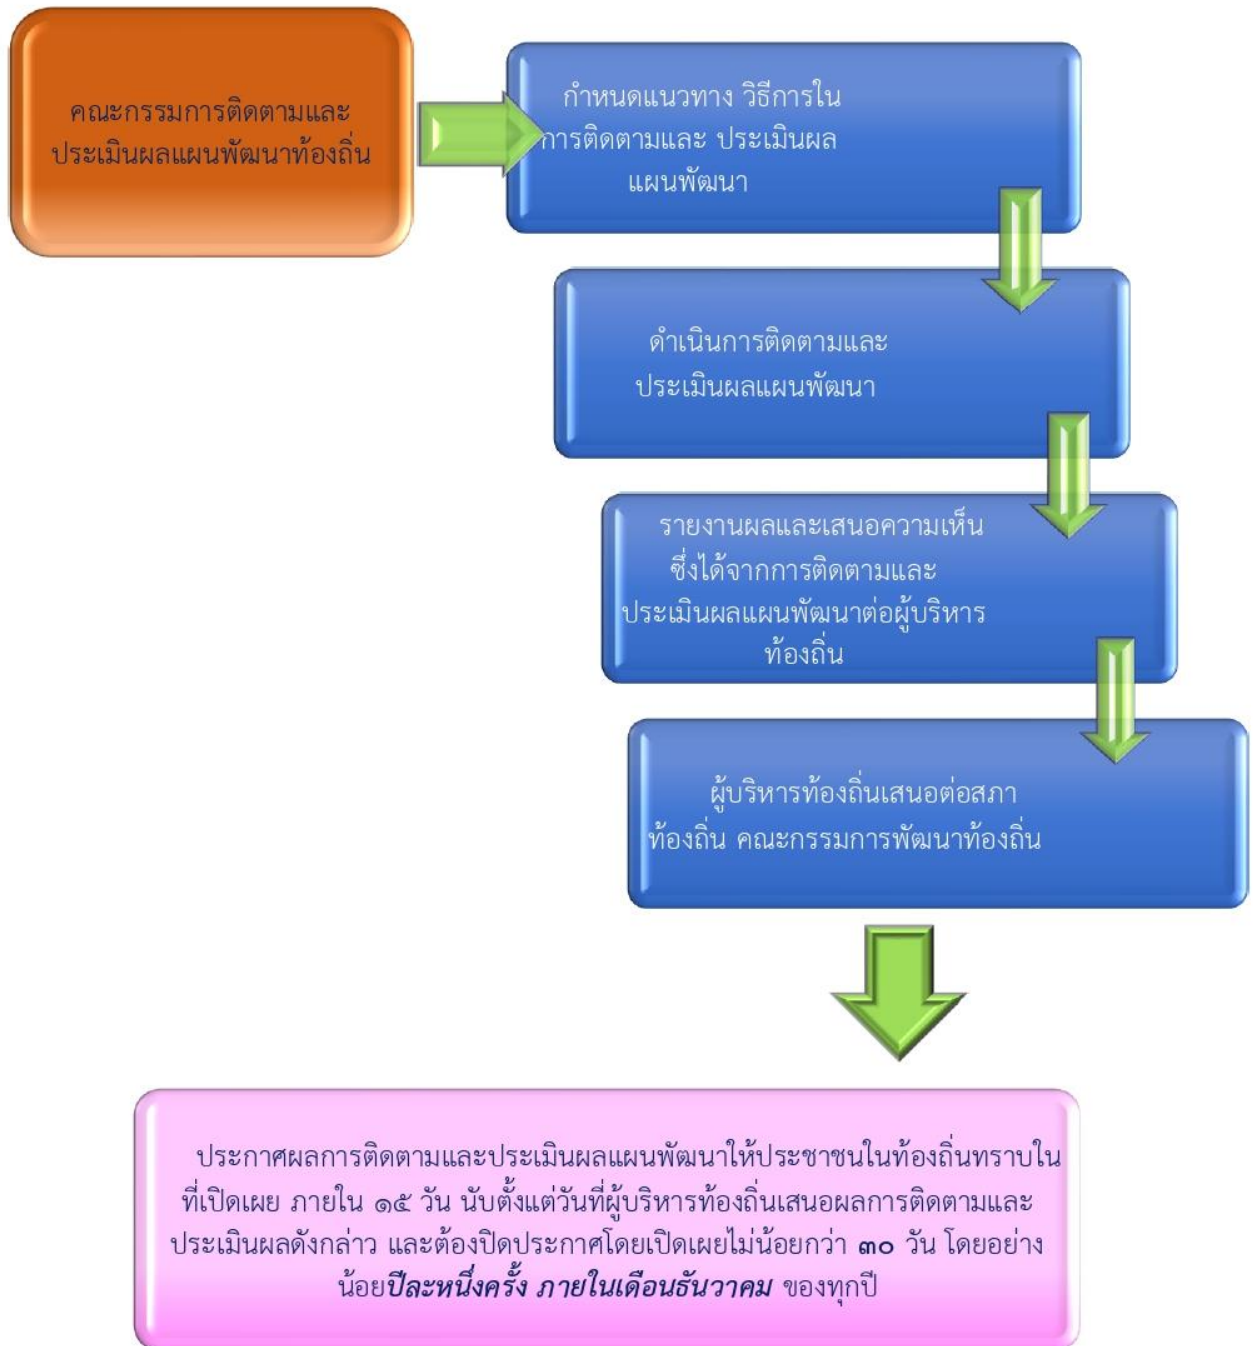 คณะกรรมการติดตามและ
ประเมินผลแผนพัฒนาท้องถิ่น
กำหนดแนวทาง วิธีการใน
การติดตามและ ประเมินผล
แผนพัฒนา
ดำเนินการติดตามและ
ประเมินผลแผนพัฒนา
รายงานผลและเสนอความเห็น
ซึ่งได้จากการติดตามและ
ประเมินผลแผนพัฒนาต่อผู้บริหาร
ท้องถิ่น
ผู้บริหารท้องถิ่นเสนอต่อสภา
ท้องถิ่น คณะกรรมการพัฒนาท้องถิ่น
ประกาศผลการติดตามและประเมินผลแผนพัฒนาให้ประชาชนในท้องถิ่นทราบใน
ที่เปิดเผย ภายใน ๑๕ วัน นับตั้งแต่วันที่ผู้บริหารท้องถิ่นเสนอผลการติดตามและ
ประเมินผลดังกล่าว และต้องปิดประกาศโดยเปิดเผยไม่น้อยกว่า ๓๐ วัน โดยอย่าง
น้อยปีละหนึ่งครั้ง ภายในเดือนธันวาคม ของทุกปี